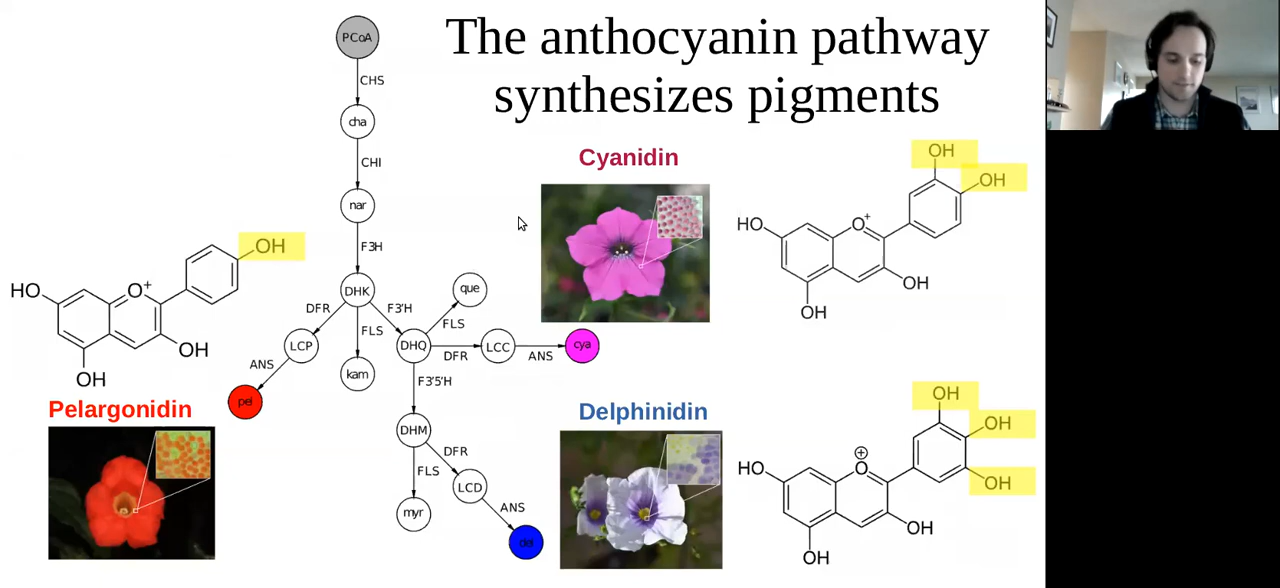 The anthocyanin pathway
synthesizes pigments
PCoA
CHS
cha
CHI
nar
F3H
DHK
DFR
F3'H
FLS
LCP
ANS
pel
kam
que
FLS
DHQ
DFR
LCC
ANS
cya
F3'5'H
DHM
DFR
FLS
LCD
ANS
myr
del
OH
HO
O+
OH
OH
Pelargonidin
Cyanidin
OH
OH
HO
O+
OH
OH
Delphinidin
OH
OH
OH
HO
O
+
OH
OH